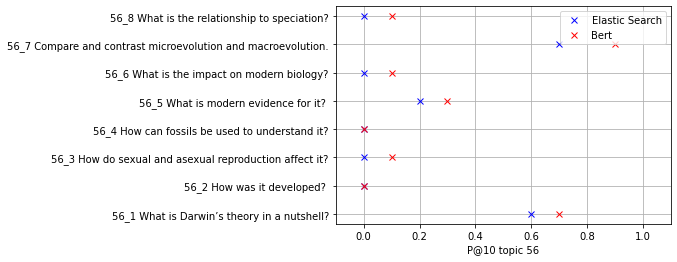 56_8 What is the relationship to speciation?
56_7 Compare and contrast microevolution and macroevolution.
56_6 What is the impact on modern biology?
56_5 What is modern evidence for it?
56_4 How can fossils be used to understand it?
56_3 How do sexual and asexual reproduction affect it?
56_2 How was it developed?
56_1 What is Darwin’s theory in a nutshell?
Elastic Search
Bert
0.0 0.2 0.4 0.6 0.8 1.0
P@10 topic 56